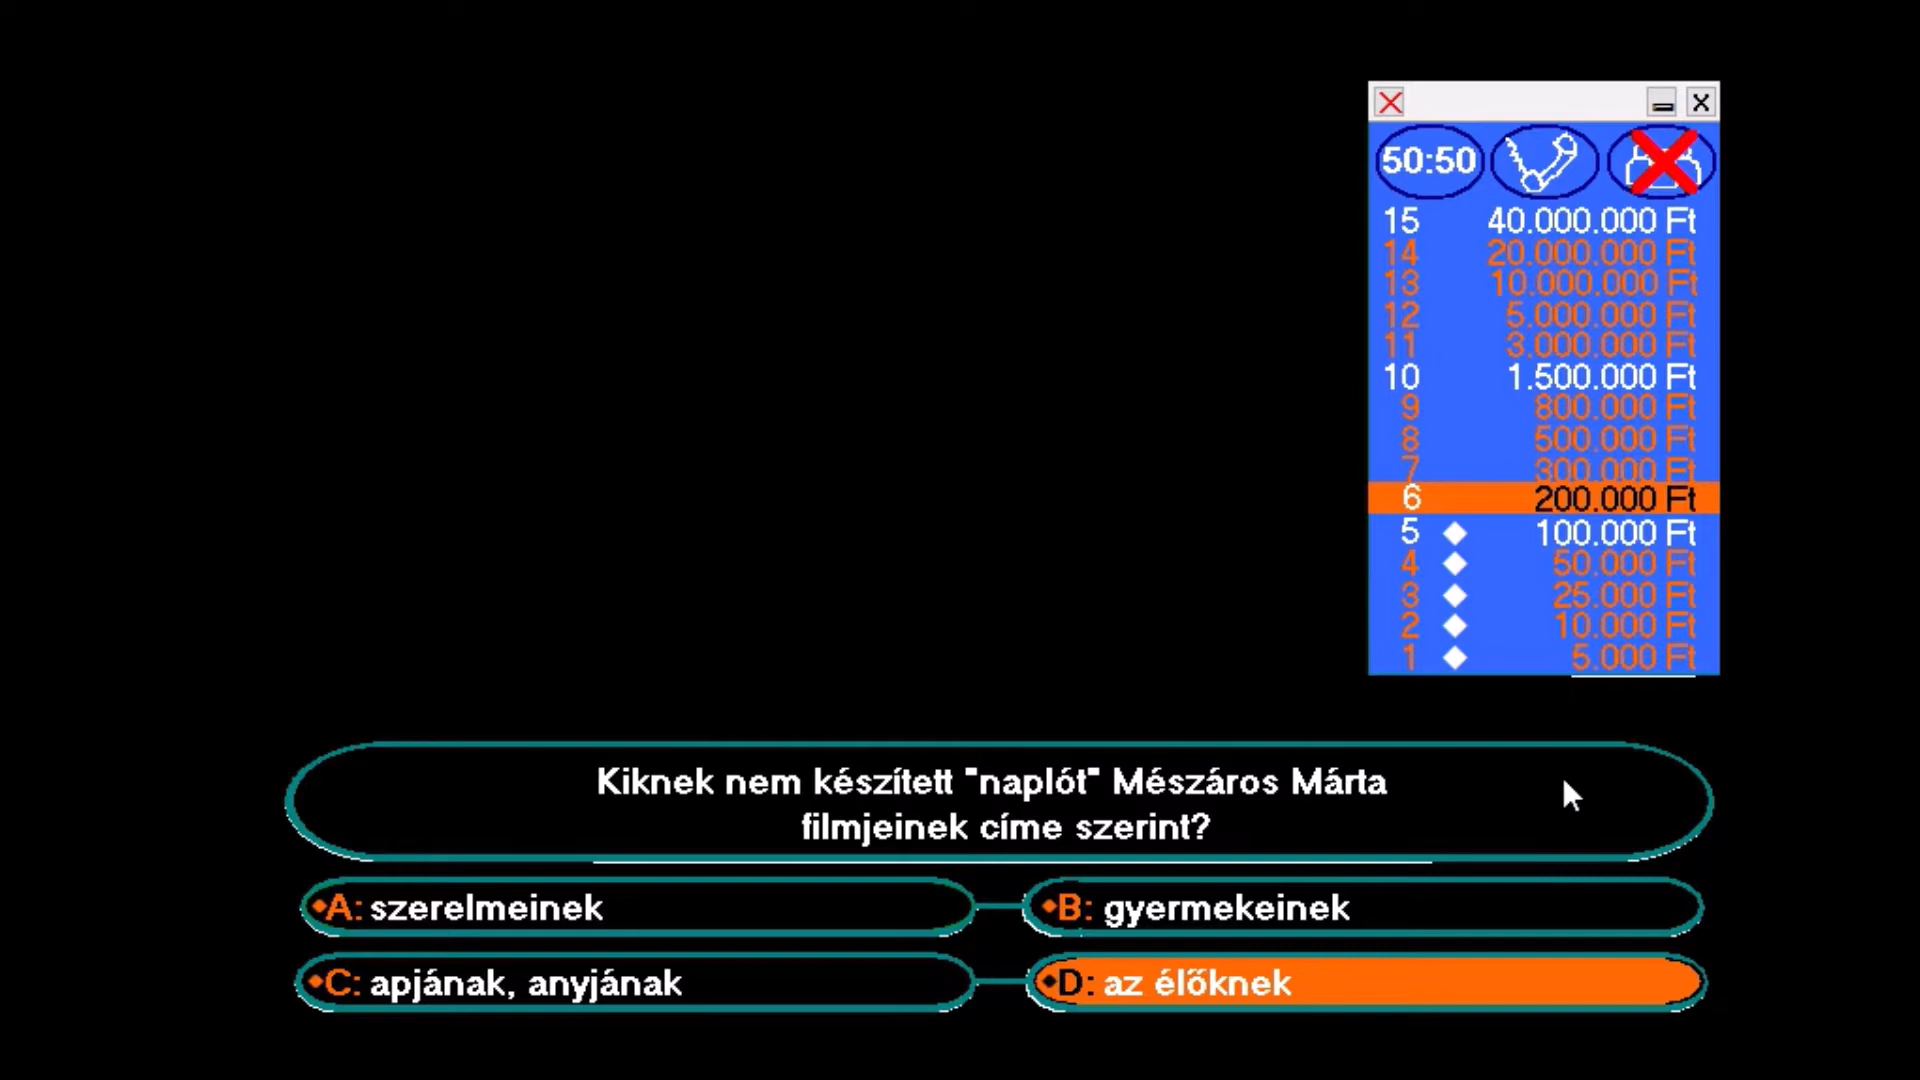 50:50
15 40.000.000 Ft
14 20.000.000 Ft
13 10.000.000 Ft
12 5.000.000 Ft
11 3.000.000 Ft
10 1.500.000 Ft
9 800.000 Ft
8 500.000 Ft
7 300.000 Ft
6 200.000 Ft
5 100.000 Ft
4 50.000 Ft
3 25.000 Ft
2 10.000 Ft
1 5.000 Ft
Kiknek nem készített "naplót" Mészáros Márta
filmjeinek címe szerint?
A: szerelmeinek
B: gyermekeinek
C: apjának, anyjának
D: az élőknek